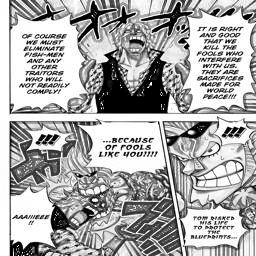 IT IS RIGHT
AND GOOD
THAT WE
KILL THE
FOOLS WHO
INTERFERE
WITH US.
THEY ARE
SACRIFICES
MADE FOR
WORLD
PEACE!!!
OF COURSE
WE MUST
ELIMINATE
FISH-MEN
AND ANY
OTHER
TRAITORS
WHO WILL
NOT READILY
COMPLY!
!!!
TOM RISKED
HIS LIFE
TO PROTECT
THE
BLUEPRINTS...
...BECAUSE
OF FOOLS
LIKE YOU!!!!
!!!
AAAIIIEEE
!!